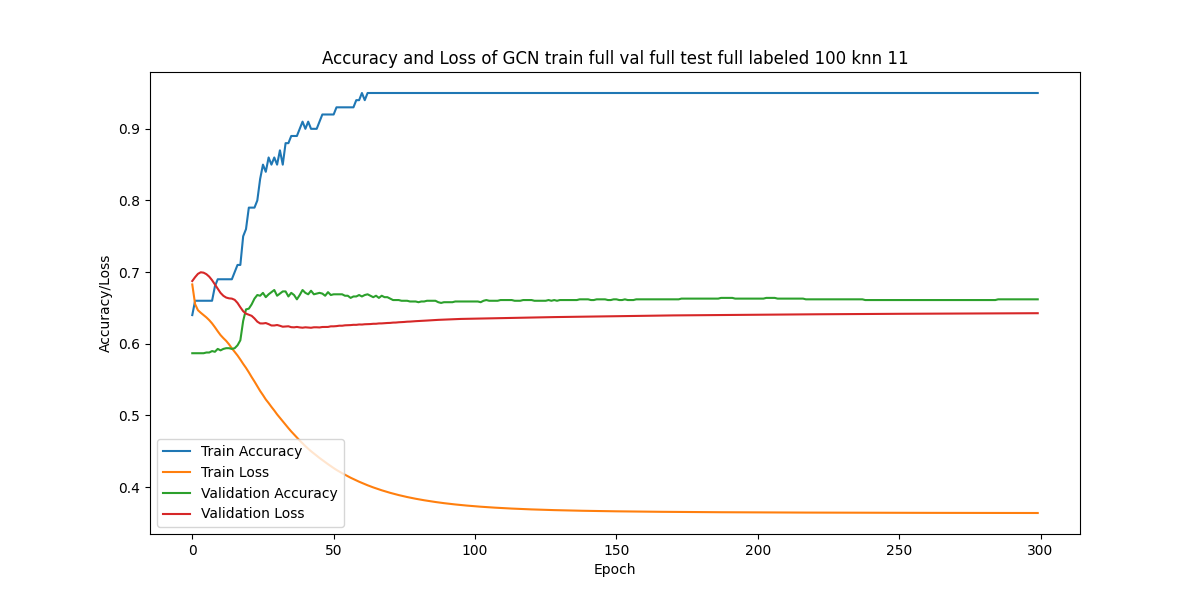 Accuracy and Loss of GCN train full val full test full labeled 100 knn 11
Accuracy/Loss
0.9
0.8
0.7
0.6
0.5
0.4
Train Accuracy
Train Loss
Validation Accuracy
Validation Loss
0 50 100 150 200 250 300
Epoch